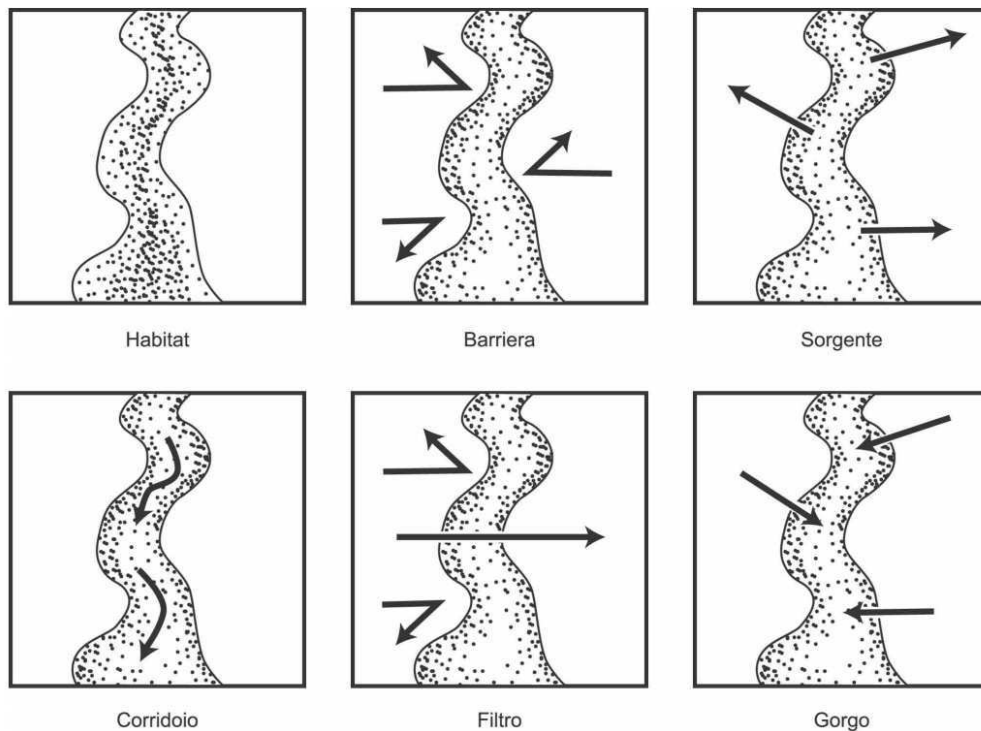 Habitat
Barriera
Sorgente
Corridoio
Filtro
Gorgo